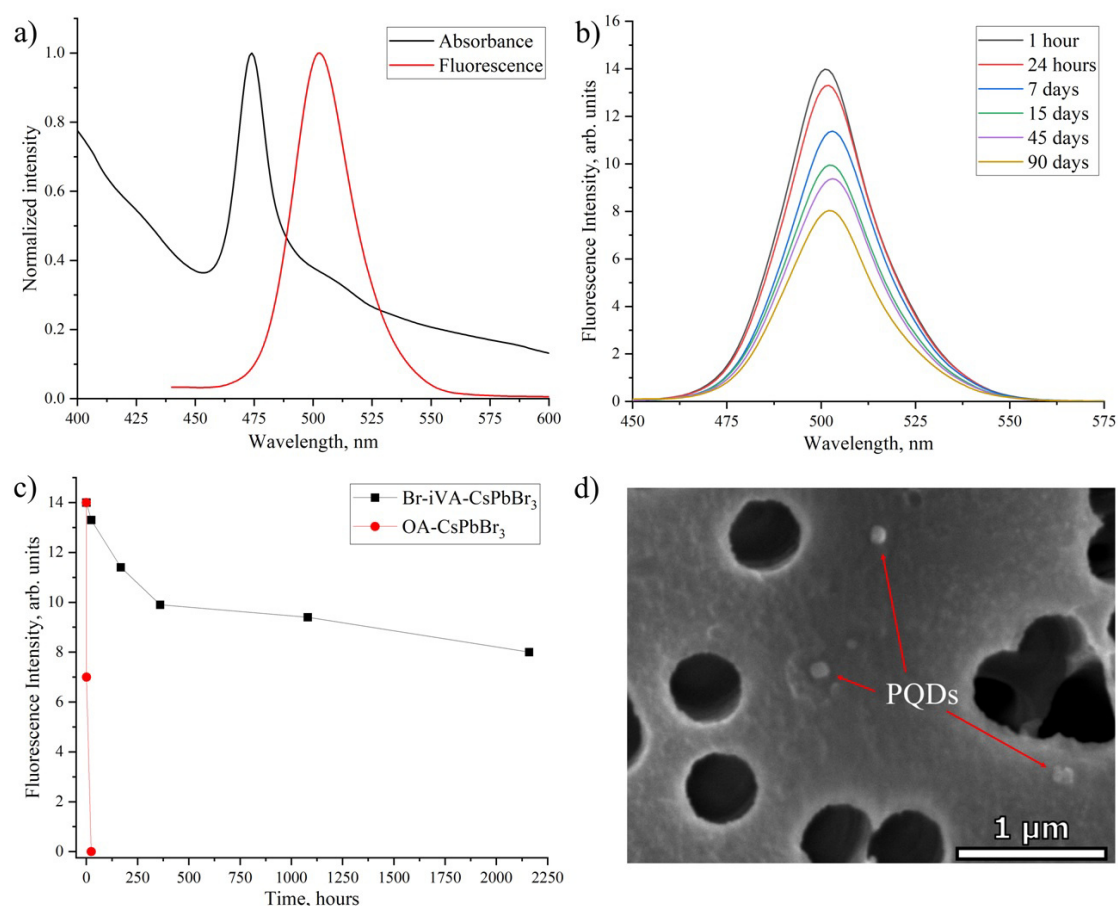 a)
Normalized intensity
1.0
0.8
0.6
0.4
0.2
0.0
400
425
450
475
500
525
550
575
600
Wavelength, nm
Absorbance
Fluorescence
b)
Fluorescence Intensity, arb. units
16
14
12
10
8
6
4
2
0
450
475
500
525
550
575
Wavelength, nm
1 hour
24 hours
7 days
15 days
45 days
90 days
c)
Fluorescence Intensity, arb. units
14
12
10
8
6
4
2
0
0
250
500
750
1000
1250
1500
1750
2000
2250
Time, hours
Br-iVA-CsPbBr₃
OA-CsPbBr₃
d)
PQDs
1 μm